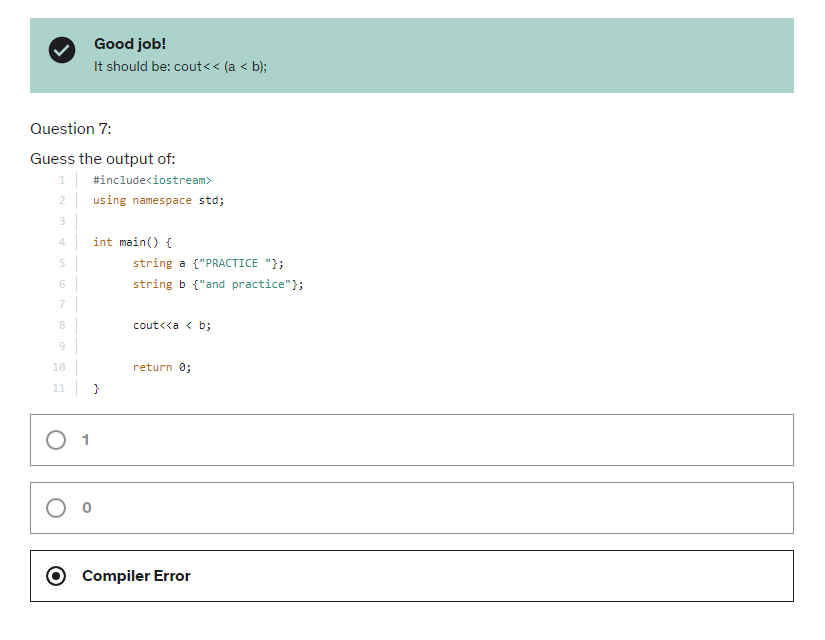 Good job!
It should be: cout<< (a < b);
Question 7:
Guess the output of:
1 #include<iostream>
2 using namespace std;
3
4 int main() {
5 string a {"PRACTICE "};
6 string b {"and practice"};
7
8 cout<<a < b;
9
10 return 0;
11 }
1
0
Compiler Error